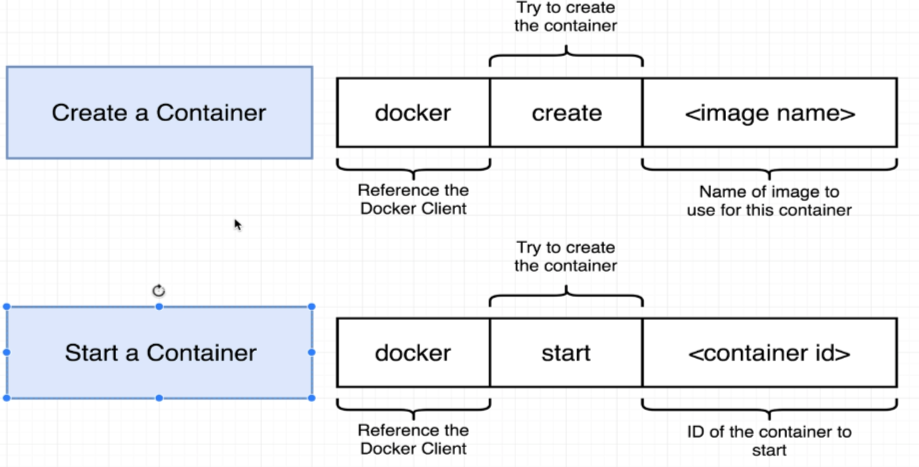 Try to create
the container
Create a Container
docker
create
<image name>
Reference the
Docker Client
Name of image to
use for this container
Try to create
the container
Start a Container
docker
start
<container id>
Reference the
Docker Client
ID of the container to
start